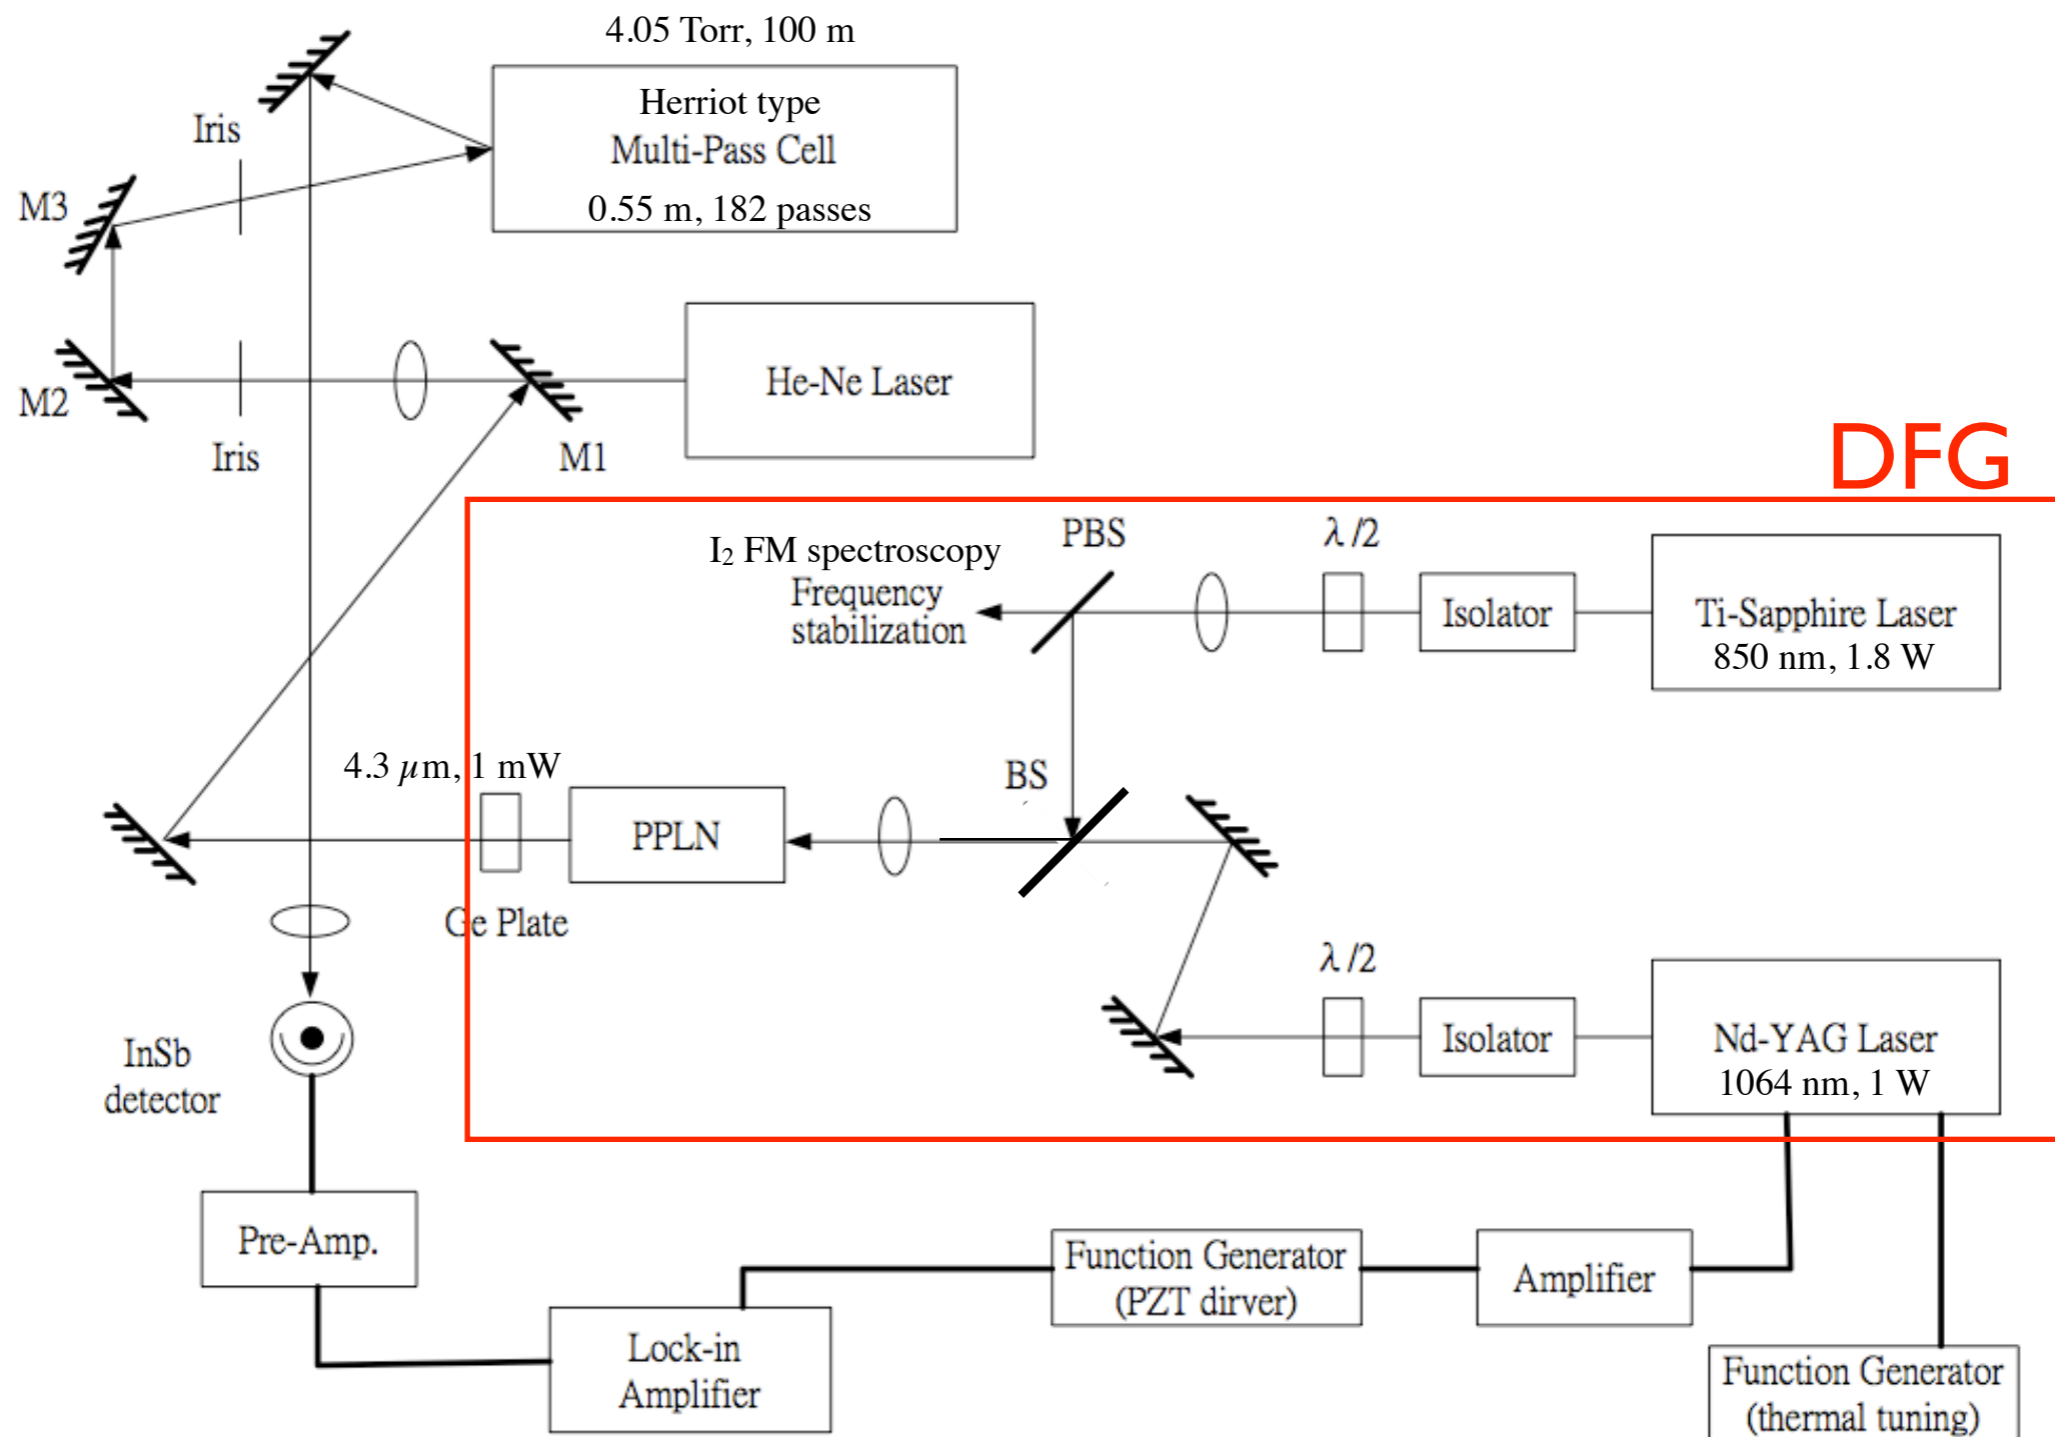 4.05 Torr, 100 m
Herriot type
Multi-Pass Cell
0.55 m, 182 passes
Iris
M3
He-Ne Laser
M2
Iris
M1
DFG
I₂ FM spectroscopy
Frequency
stabilization
PBS
λ/2
Isolator
Ti-Sapphire Laser
850 nm, 1.8 W
4.3 μm, 1 mW
BS
PPLN
Ge Plate
λ/2
Isolator
Nd-YAG Laser
1064 nm, 1 W
InSb
detector
Pre-Amp.
Function Generator
(PZT dirver)
Amplifier
Lock-in
Amplifier
Function Generator
(thermal tuning)